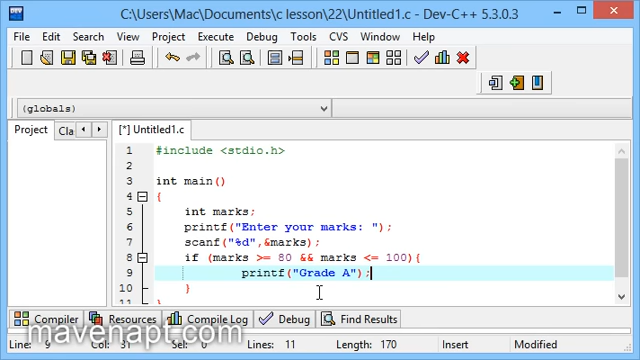 C:\Users\Mac\Documents\c lesson\22\Untitled1.c - Dev-C++ 5.3.0.3
File Edit Search View Project Execute Debug Tools CVS Window Help
(globals)
Project Cla [*] Untitled1.c
1 #include <stdio.h>
2
3 int main()
4 {
5 int marks;
6 printf("Enter your marks: ");
7 scanf("%d",&marks);
8 if (marks >= 80 && marks <= 100){
9 printf("Grade A");
10 }
11 }
Compiler Resources Compile Log Debug Find Results
mavenapt.com
Line: 9 Col: 31 Sel: 0 Lines: 11 Length: 170 Insert Modified